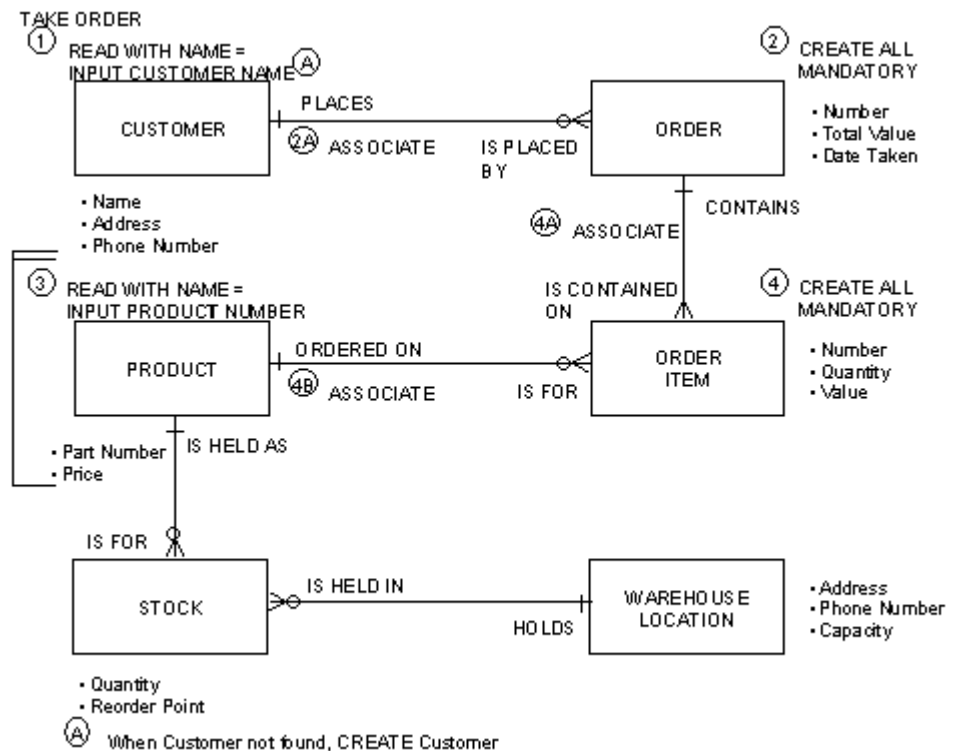 TAKE ORDER
1
READ WITH NAME =
INPUT CUSTOMER NAME
A
CUSTOMER
• Name
• Address
• Phone Number
PLACES
2A ASSOCIATE
IS PLACED
BY
2
CREATE ALL
MANDATORY
ORDER
• Number
• Total Value
• Date Taken
CONTAINS
4A ASSOCIATE
IS CONTAINED
ON
3
READ WITH NAME =
INPUT PRODUCT NUMBER
PRODUCT
ORDERED ON
4B ASSOCIATE
IS FOR
4
CREATE ALL
MANDATORY
ORDER
ITEM
• Number
• Quantity
• Value
• Part Number
• Price
IS HELD AS
IS FOR
STOCK
IS HELD IN
HOLDS
WAREHOUSE
LOCATION
• Address
• Phone Number
• Capacity
• Quantity
• Reorder Point
A When Customer not found, CREATE Customer